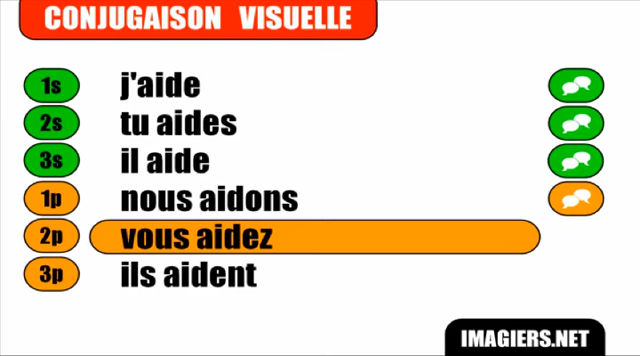 CONJUGAISON VISUELLE
1s j'aide
2s tu aides
3s il aide
1p nous aidons
2p vous aidez
3p ils aident
IMAGIERS.NET